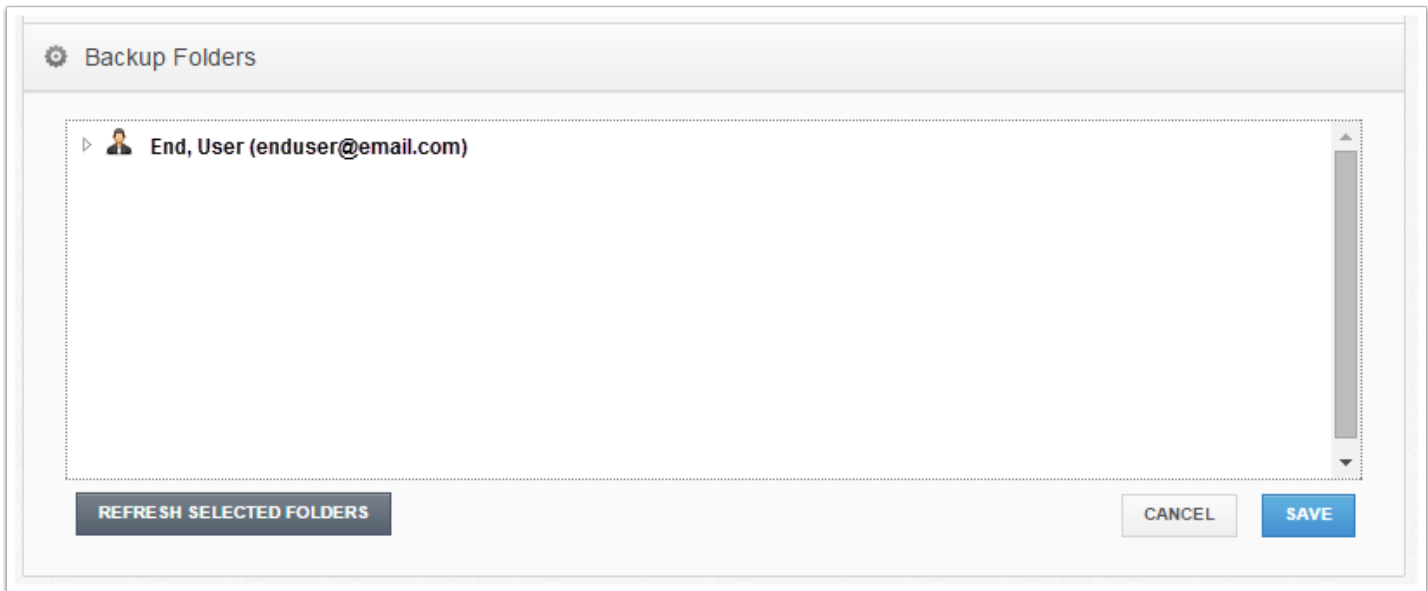 Backup Folders
End, User (enduser@email.com)
REFRESH SELECTED FOLDERS
CANCEL
SAVE